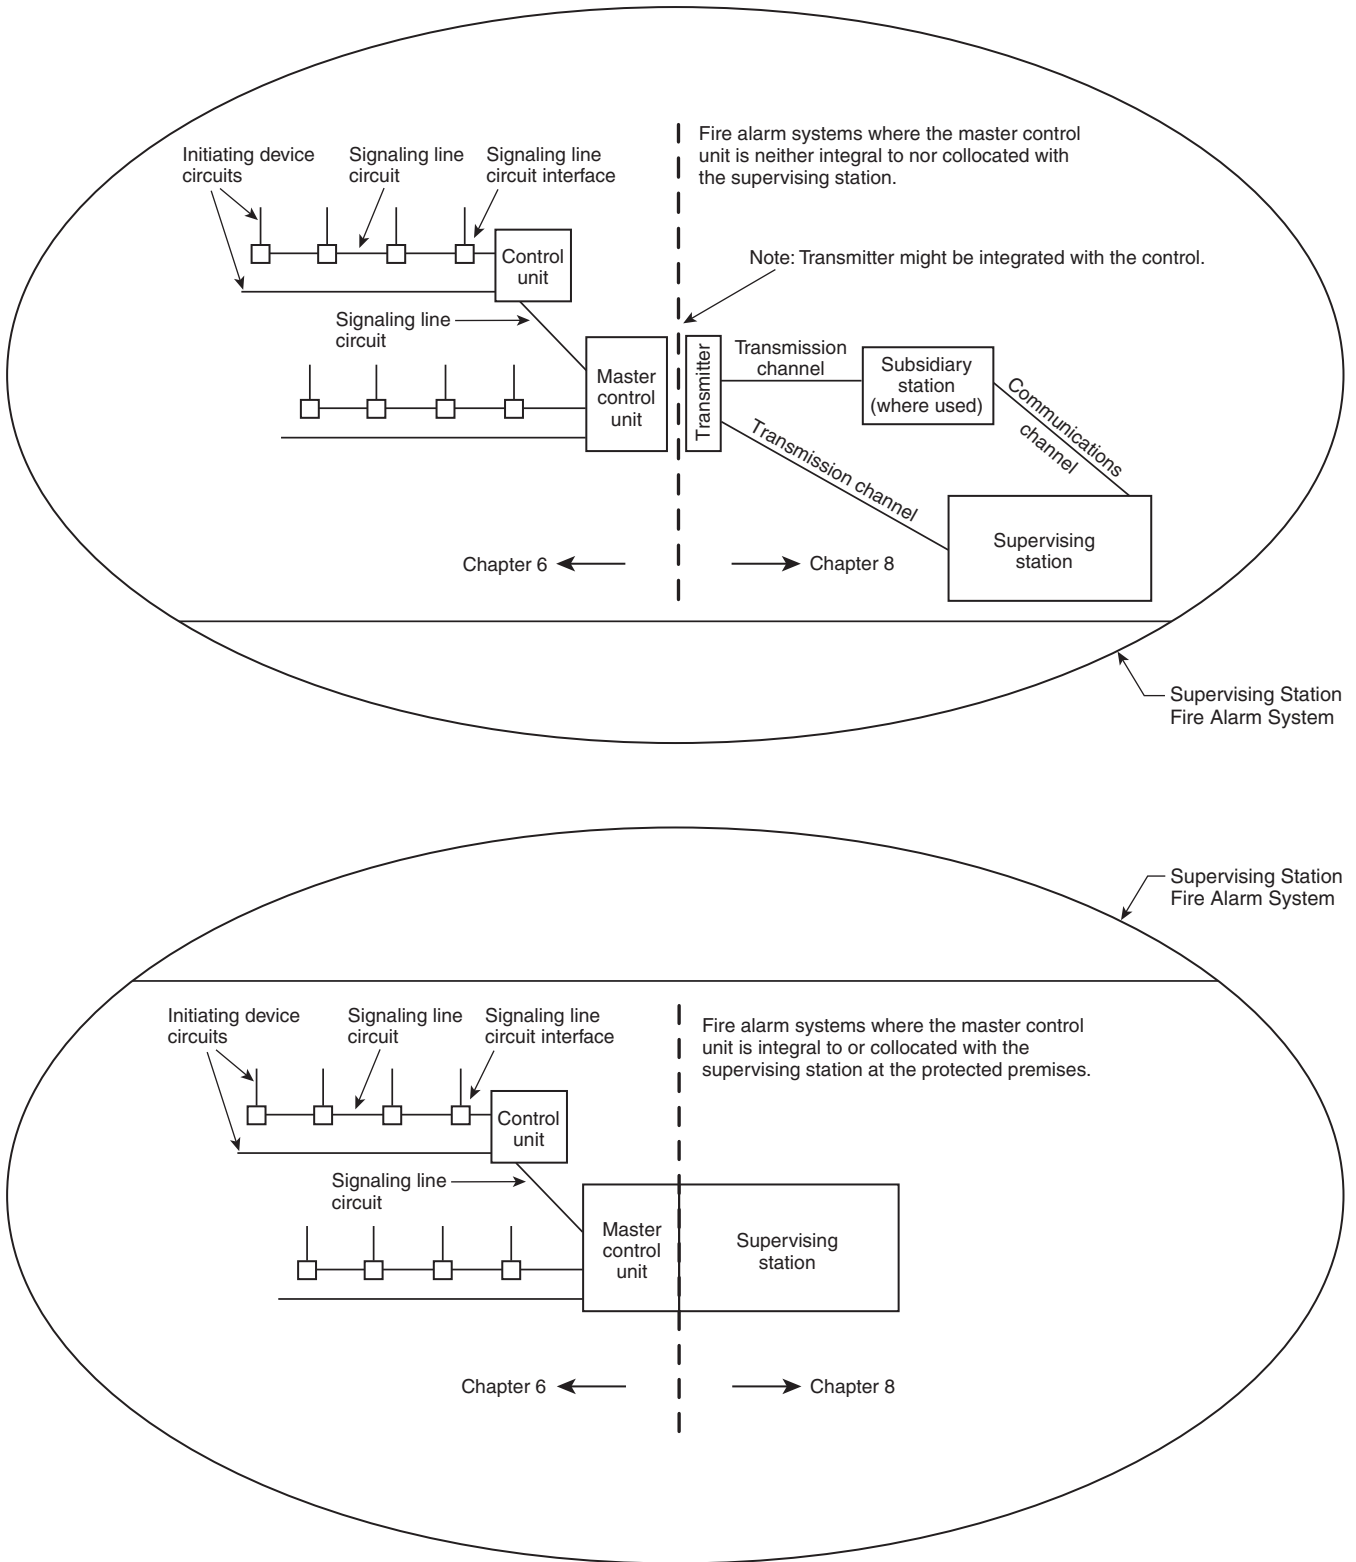 Fire alarm systems where the master control
unit is neither integral to nor collocated with
the supervising station.
Initiating device
circuits
Signaling line
circuit
Signaling line
circuit interface
Control
unit
Note: Transmitter might be integrated with the control.
Signaling line
circuit
Master
control
unit
Transmitter
Transmission
channel
Subsidiary
station
(where used)
Communications
channel
Transmission channel
Supervising
station
Chapter 6
Chapter 8
Supervising Station
Fire Alarm System
Supervising Station
Fire Alarm System
Initiating device
circuits
Signaling line
circuit
Signaling line
circuit interface
Fire alarm systems where the master control
unit is integral to or collocated with the
supervising station at the protected premises.
Control
unit
Signaling line
circuit
Master
control
unit
Supervising
station
Chapter 6
Chapter 8